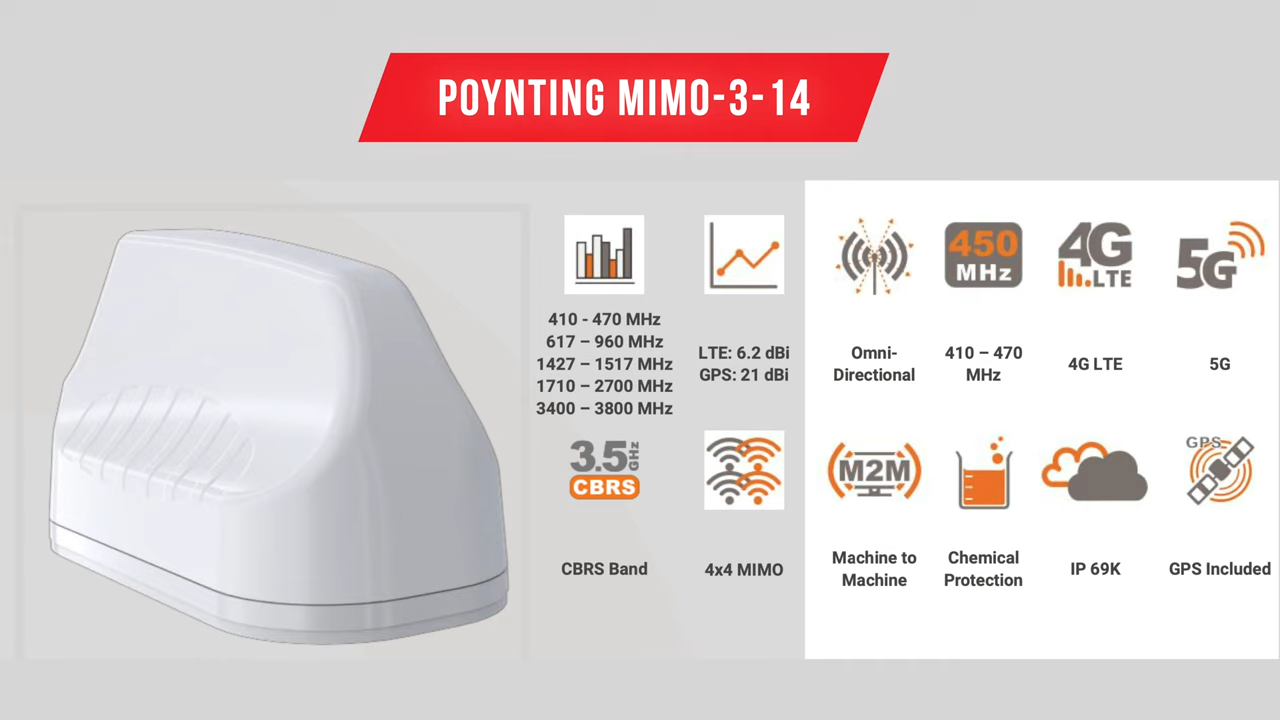 POYNTING MIMO-3-14
410 - 470 MHz
617 – 960 MHz
1427 – 1517 MHz
1710 – 2700 MHz
3400 – 3800 MHz
LTE: 6.2 dBi
GPS: 21 dBi
3.5 GHz
CBRS
CBRS Band
4x4 MIMO
450
MHz
4G
LTE
5G
Omni-
Directional
410 – 470
MHz
4G LTE
5G
M2M
GPS
Machine to
Machine
Chemical
Protection
IP 69K
GPS Included